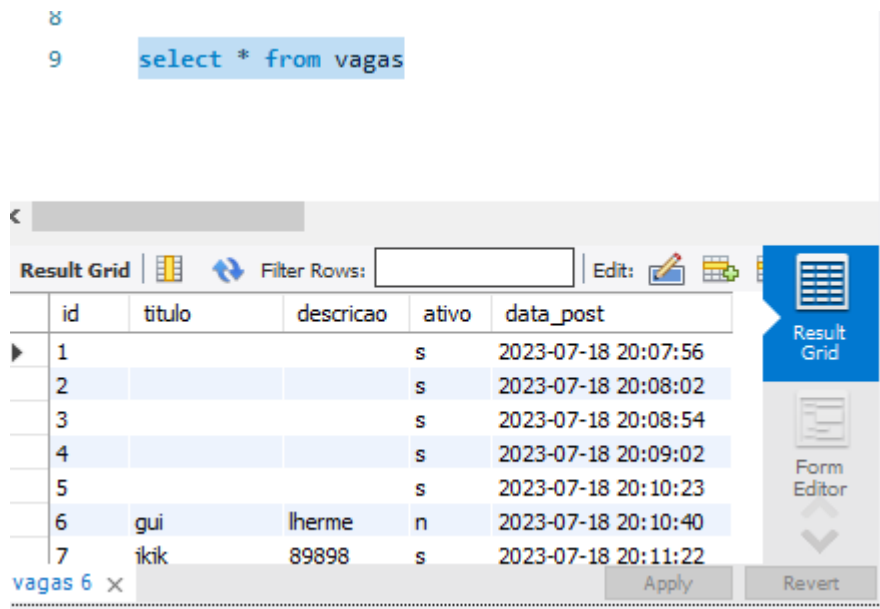 8
9 select * from vagas
Result Grid Filter Rows: Edit:
id titulo descricao ativo data_post
1 s 2023-07-18 20:07:56
2 s 2023-07-18 20:08:02
3 s 2023-07-18 20:08:54
4 s 2023-07-18 20:09:02
5 s 2023-07-18 20:10:23
6 gui lherme n 2023-07-18 20:10:40
7 ikik 89898 s 2023-07-18 20:11:22
Result
Grid
Form
Editor
vagas 6 Apply Revert